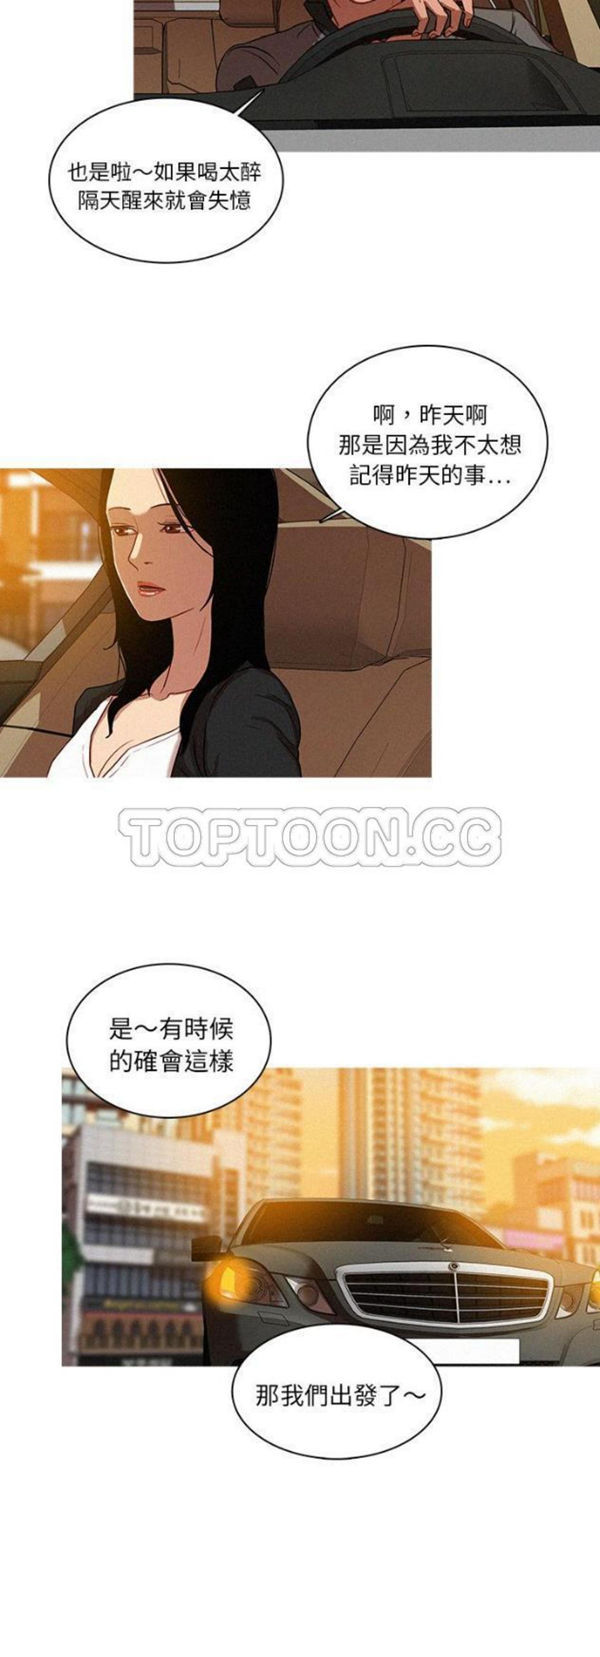 也是啦～如果喝太醉
隔天醒來就會失憶
啊，昨天啊
那是因為我不太想
記得昨天的事...
TOPTOON.CC
是～有時候
的確會這樣
那我們出發了～